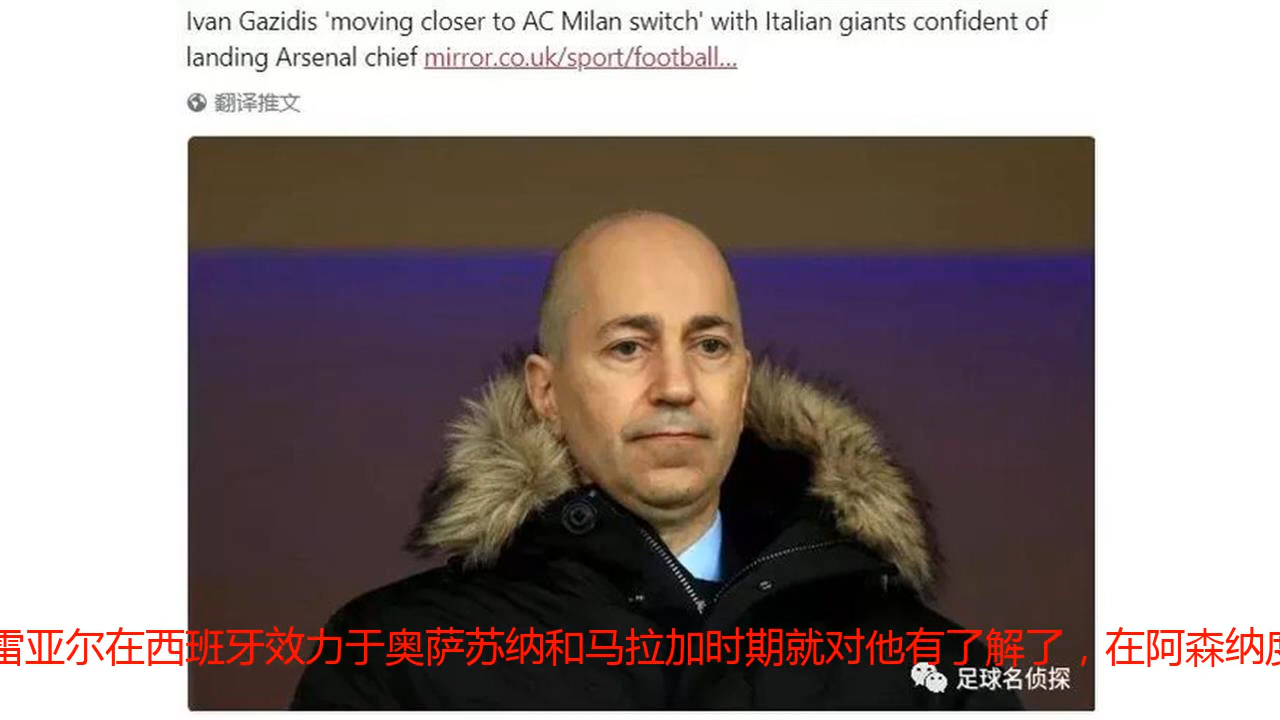 Ivan Gazidis 'moving closer to AC Milan switch' with Italian giants confident of
landing Arsenal chief mirror.co.uk/sport/football...
翻译推文
雷亚尔在西班牙效力于奥萨苏纳和马拉加时期就对他有了解了，在阿森纳度
足球名侦探